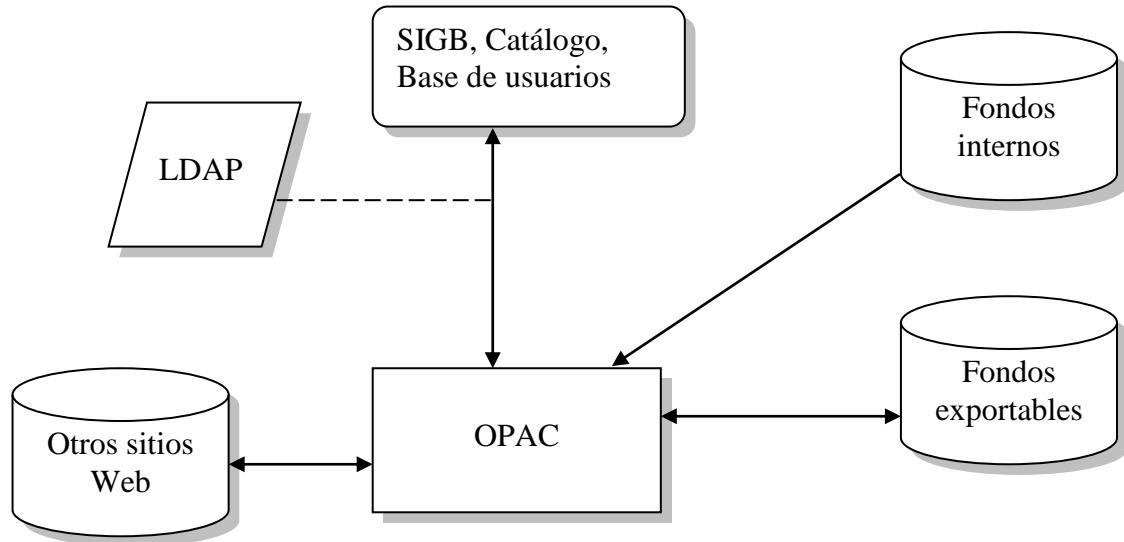 SIGB, Catálogo,
Base de usuarios
LDAP
Fondos
internos
Fondos
exportables
OPAC
Otros sitios
Web